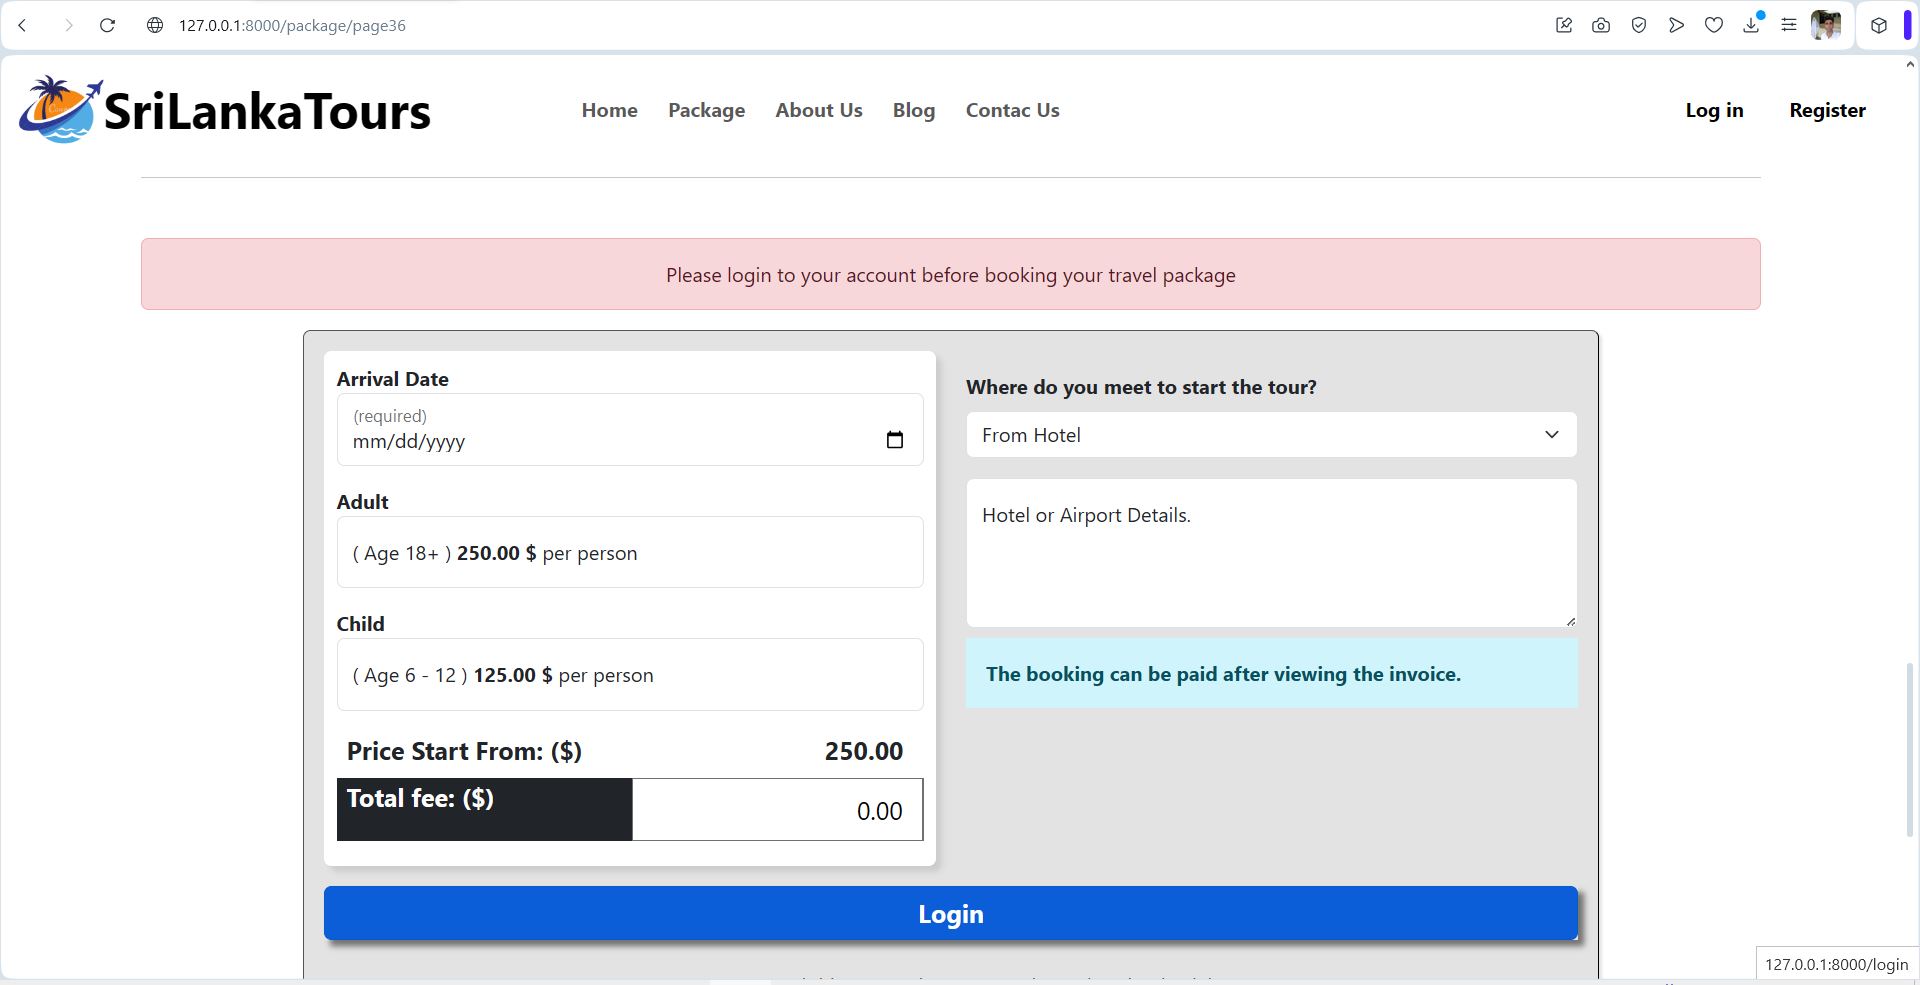 127.0.0.1:8000/package/page36
SriLankaTours
Home Package About Us Blog Contac Us
Log in Register
Please login to your account before booking your travel package
Arrival Date
(required)
mm/dd/yyyy
Adult
( Age 18+ ) 250.00 $ per person
Child
( Age 6 - 12 ) 125.00 $ per person
Price Start From: ($) 250.00
Total fee: ($) 0.00
Where do you meet to start the tour?
From Hotel
Hotel or Airport Details.
The booking can be paid after viewing the invoice.
Login
127.0.0.1:8000/login